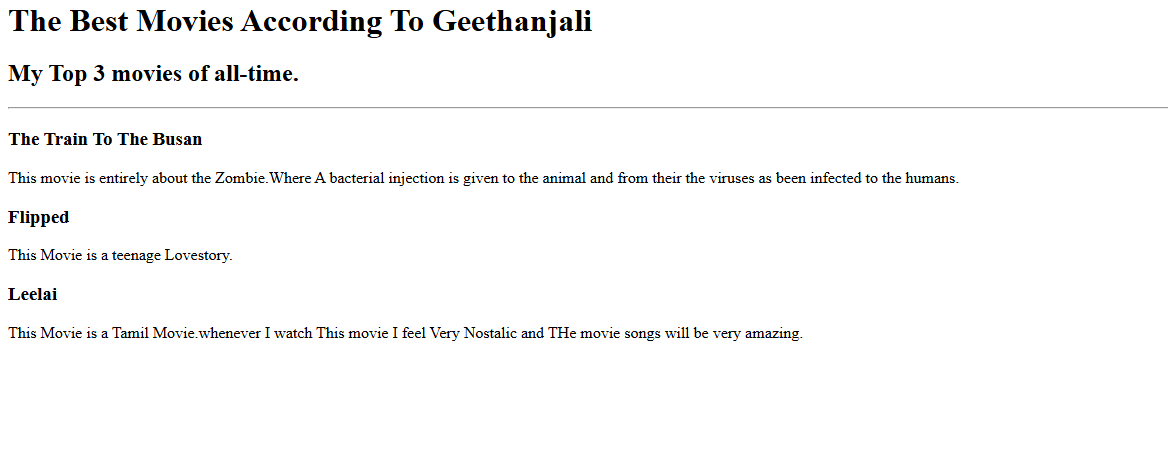 The Best Movies According To Geethanjali
My Top 3 movies of all-time.
The Train To The Busan
This movie is entirely about the Zombie.Where A bacterial injection is given to the animal and from their the viruses as been infected to the humans.
Flipped
This Movie is a teenage Lovestory.
Leelai
This Movie is a Tamil Movie.whenever I watch This movie I feel Very Nostalic and THe movie songs will be very amazing.